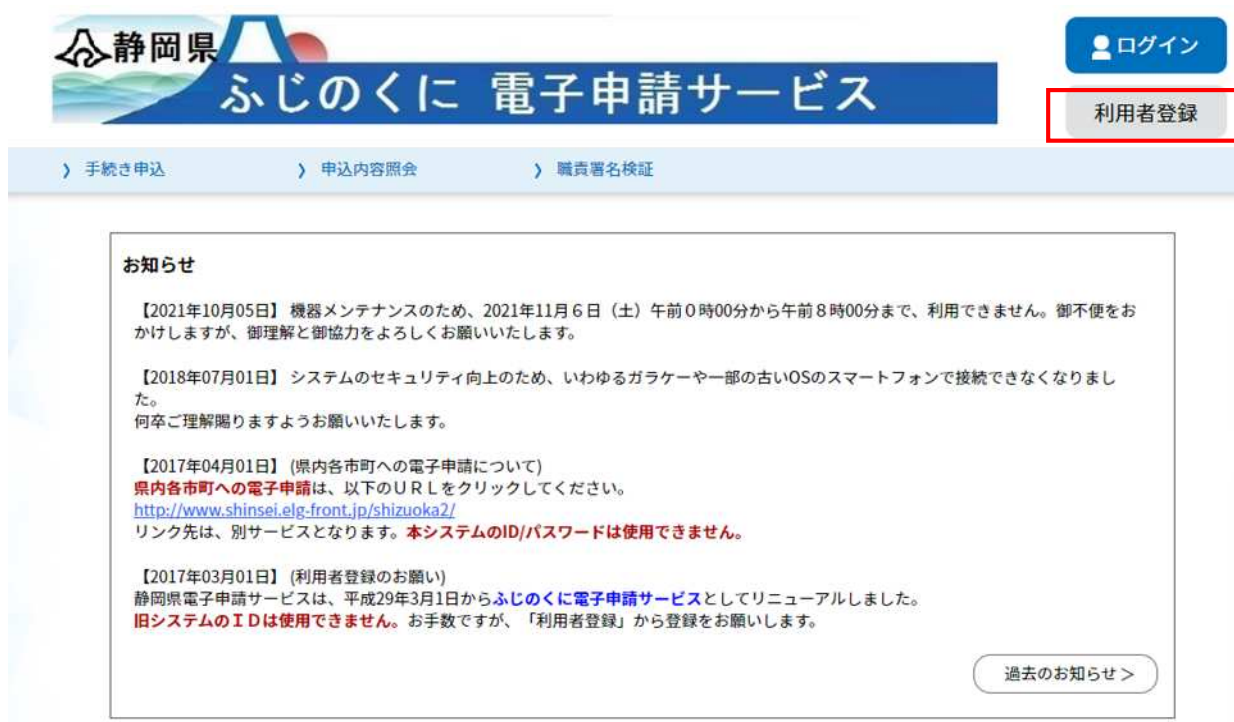 静岡県
ふじのくに 電子申請サービス
ログイン
利用者登録
》 手続き申込
》 申込内容照会
》 職責署名検証
お知らせ
【2021年10月05日】 機器メンテナンスのため、2021年11月６日（土）午前０時00分から午前８時00分まで、利用できません。御不便をお
かけしますが、御理解と御協力をよろしくお願いいたします。
【2018年07月01日】 システムのセキュリティ向上のため、いわゆるガラケーや一部の古いOSのスマートフォンで接続できなくなりまし
た。
何卒ご理解賜りますようお願いいたします。
【2017年04月01日】 (県内各市町への電子申請について)
県内各市町への電子申請は、以下のＵＲＬをクリックしてください。
http://www.shinsei.elg-front.jp/shizuoka2/
リンク先は、別サービスとなります。本システムのID/パスワードは使用できません。
【2017年03月01日】 (利用者登録のお願い)
静岡県電子申請サービスは、平成29年3月1日からふじのくに電子申請サービスとしてリニューアルしました。
旧システムのＩＤは使用できません。お手数ですが、「利用者登録」から登録をお願いします。
過去のお知らせ＞